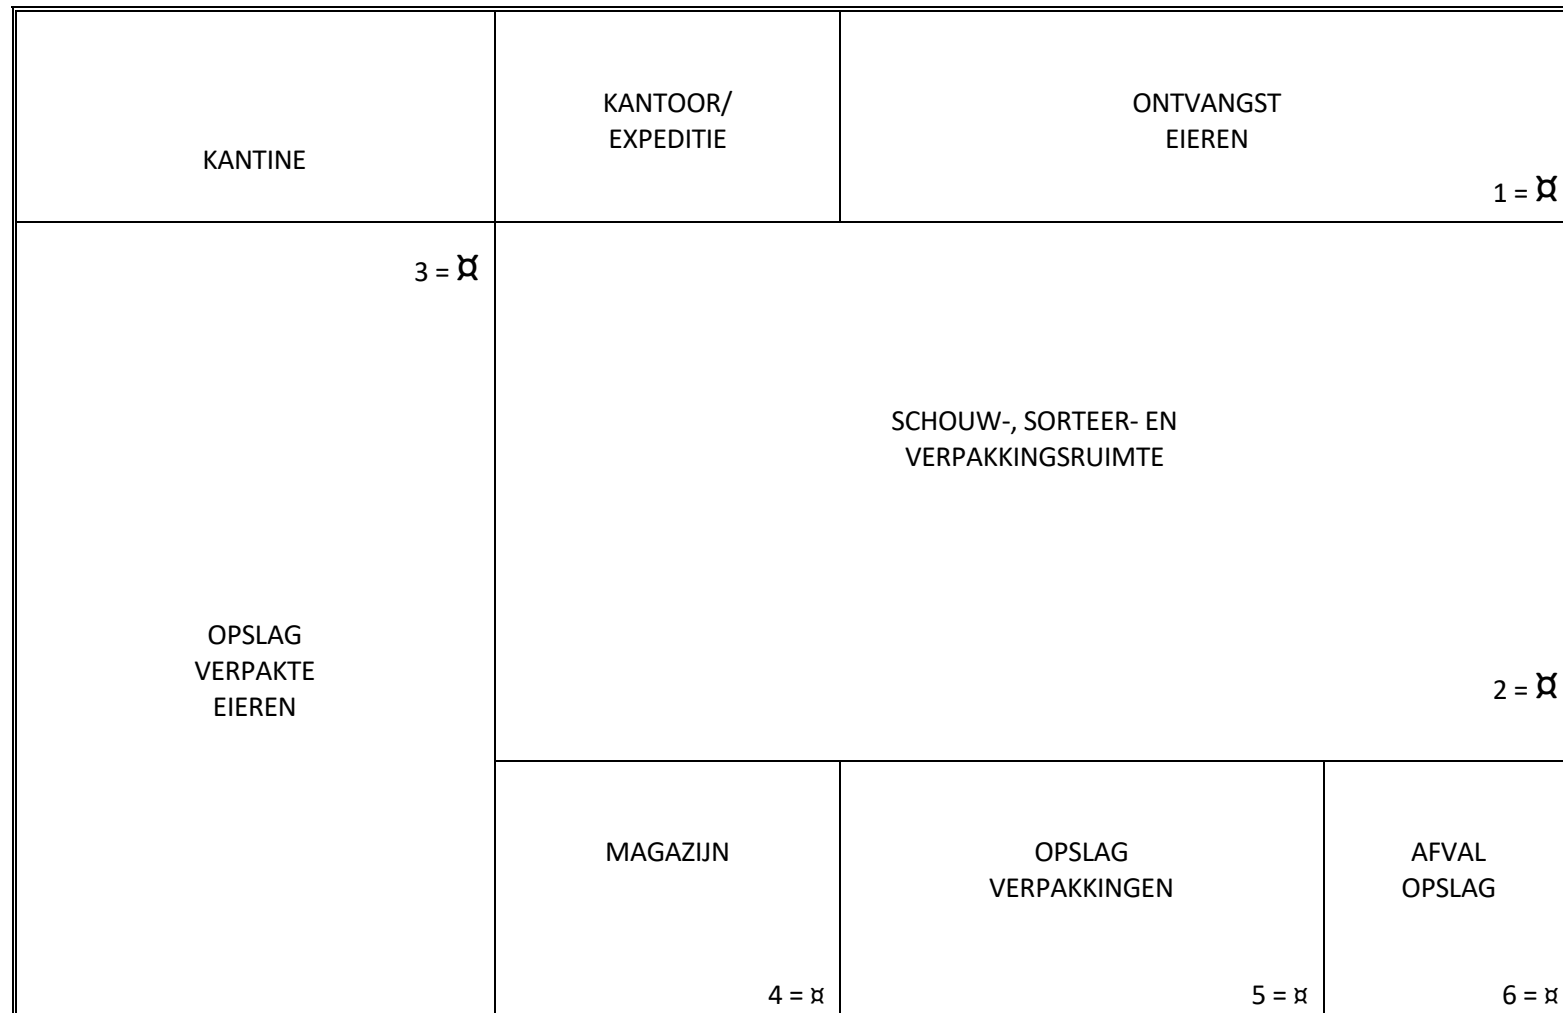 KANTINE
KANTOOR/
EXPEDITIE
ONTVANGST
EIEREN
1 = ¤
3 = ¤
SCHOUW-, SORTEER- EN
VERPAKKINGSRUIMTE
OPSLAG
VERPAKTE
EIEREN
2 = ¤
MAGAZIJN
4 = ¤
OPSLAG
VERPAKKINGEN
5 = ¤
AFVAL
OPSLAG
6 = ¤